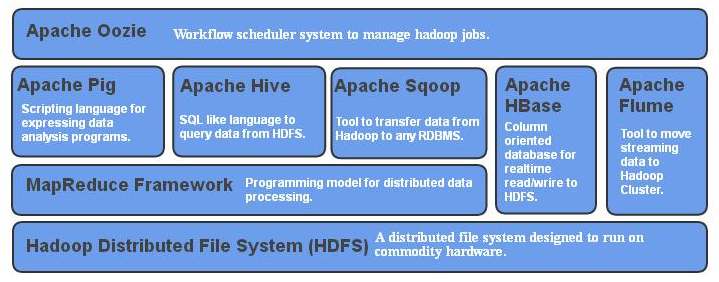 Apache Oozie
Workflow scheduler system to manage hadoop jobs.
Apache Pig
Scripting language for
expressing data
analysis programs.
Apache Hive
SQL like language to
query data from HDFS.
Apache Sqoop
Tool to transfer data from
Hadoop to any RDBMS.
Apache
HBase
Column
oriented
database for
realtime
read/wrire to
HDFS.
Apache
Flume
Tool to move
streaming
data to
Hadoop
Cluster.
MapReduce Framework
Programming model for distributed data
processing.
Hadoop Distributed File System (HDFS)
A distributed file system designed to run on
commodity hardware.